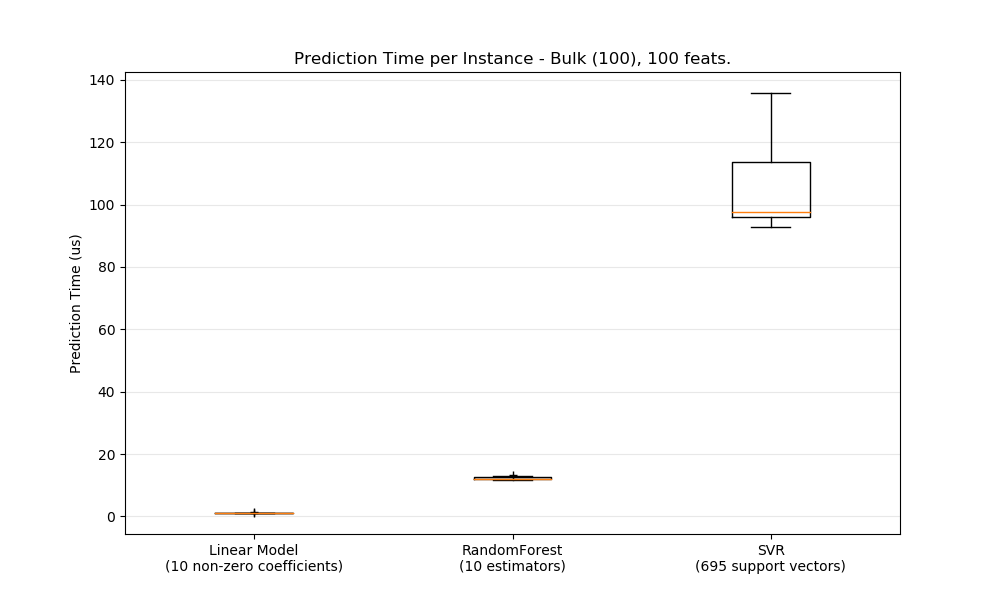 Prediction Time per Instance - Bulk (100), 100 feats.
140
120
100
80
60
40
20
0
Prediction Time (us)
Linear Model
(10 non-zero coefficients)
RandomForest
(10 estimators)
SVR
(695 support vectors)